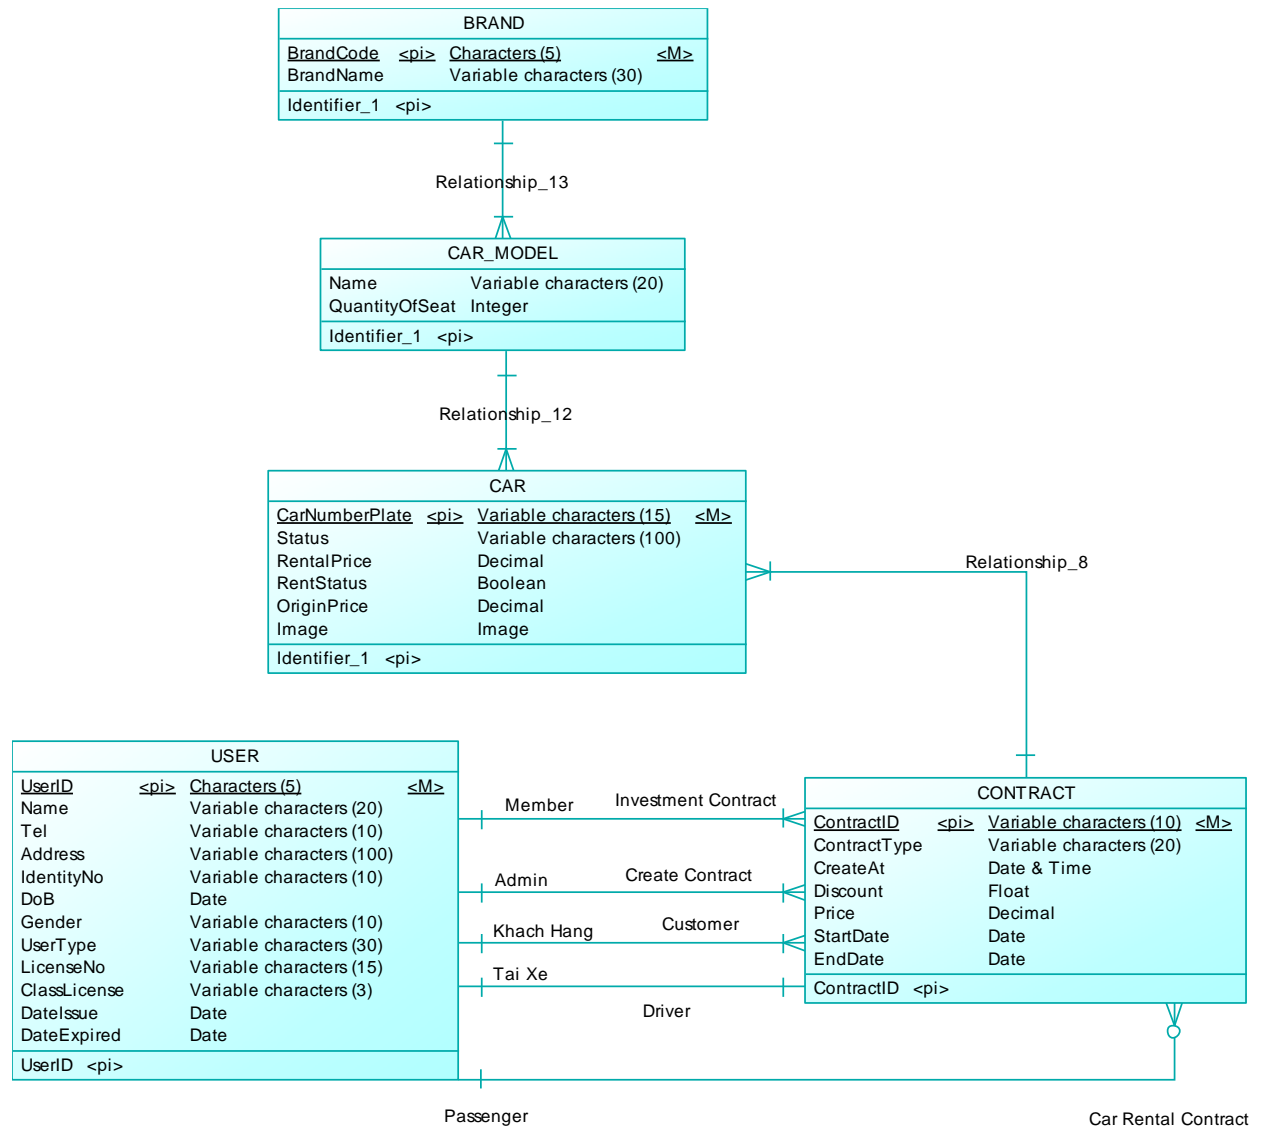 BRAND
BrandCode <pi> Characters (5) <M>
BrandName Variable characters (30)
Identifier_1 <pi>
Relationship_13
CAR_MODEL
Name Variable characters (20)
QuantityOfSeat Integer
Identifier_1 <pi>
Relationship_12
CAR
CarNumberPlate <pi> Variable characters (15) <M>
Status Variable characters (100)
RentalPrice Decimal
RentStatus Boolean
OriginPrice Decimal
Image Image
Identifier_1 <pi>
Relationship_8
USER
UserID <pi> Characters (5) <M>
Name Variable characters (20)
Tel Variable characters (10)
Address Variable characters (100)
IdentityNo Variable characters (10)
DoB Date
Gender Variable characters (10)
UserType Variable characters (30)
LicenseNo Variable characters (15)
ClassLicense Variable characters (3)
DateIssue Date
DateExpired Date
UserID <pi>
Member Investment Contract
Admin Create Contract
Khach Hang Customer
Tai Xe
Driver
CONTRACT
ContractID <pi> Variable characters (10) <M>
ContractType Variable characters (20)
CreateAt Date & Time
Discount Float
Price Decimal
StartDate Date
EndDate Date
ContractID <pi>
Passenger
Car Rental Contract